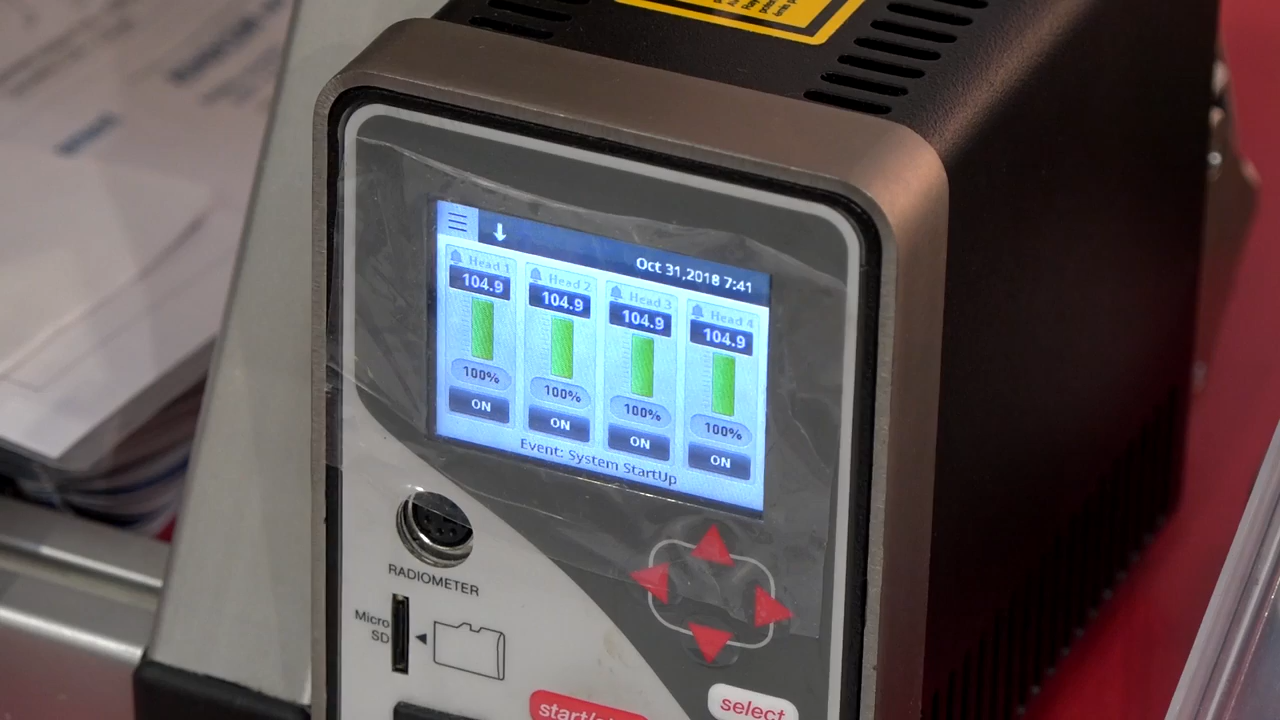 Oct 31,2018 7:41
Head 1 Head 2 Head 3 Head 4
104.9 104.9 104.9 104.9
100% 100% 100% 100%
ON ON ON ON
Event: System StartUp
RADIOMETER
Micro
SD
select